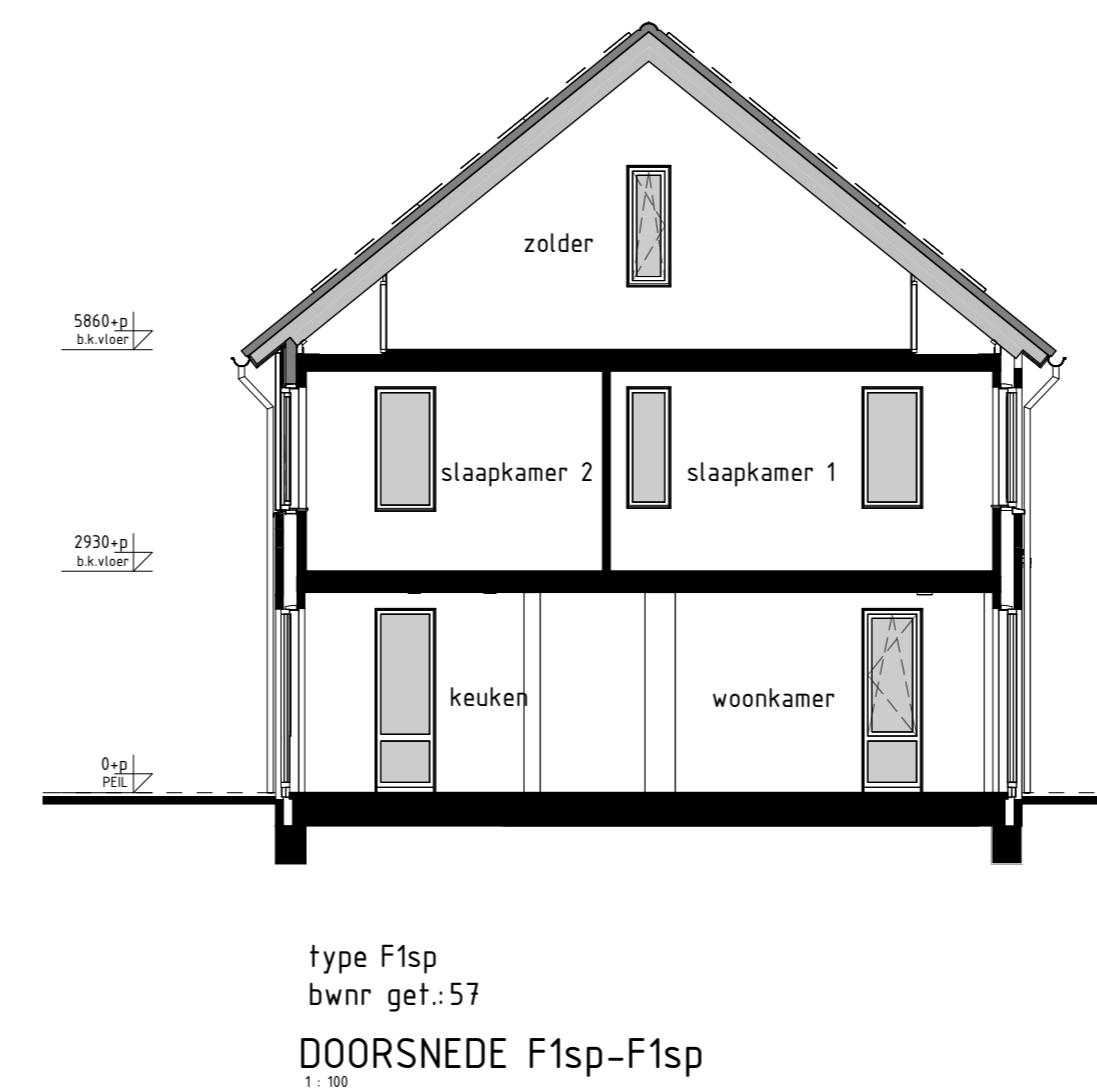 zolder
5860+p
b.k.vloer
slaapkamer 2
slaapkamer 1
2930+p
b.k.vloer
keuken
woonkamer
0+p
PEIL
type F1sp
bwnr get.:57
DOORSNEDE F1sp-F1sp
1 : 100